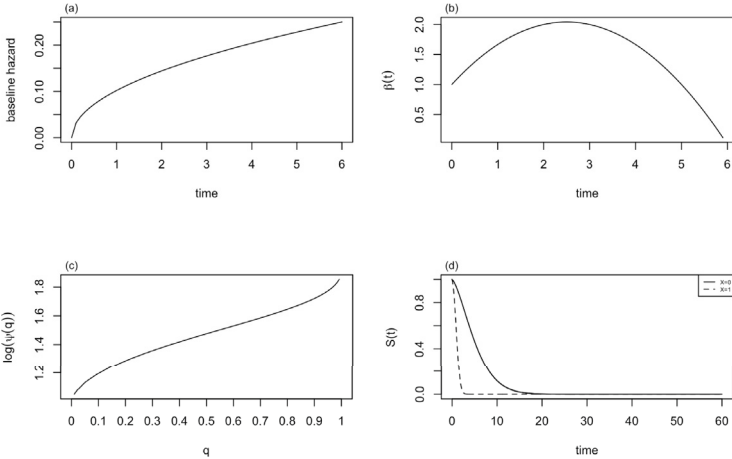 (a)
baseline hazard
0.00 0.10 0.20
0 1 2 3 4 5 6
time
(b)
β(t)
0.5 1.0 1.5 2.0
0 1 2 3 4 5 6
time
(c)
log(ψ(q))
1.2 1.4 1.6 1.8
0 0.1 0.2 0.3 0.4 0.5 0.6 0.7 0.8 0.9 1
q
(d)
S(t)
0.0 0.4 0.8
X=0
X=1
0 10 20 30 40 50 60
time